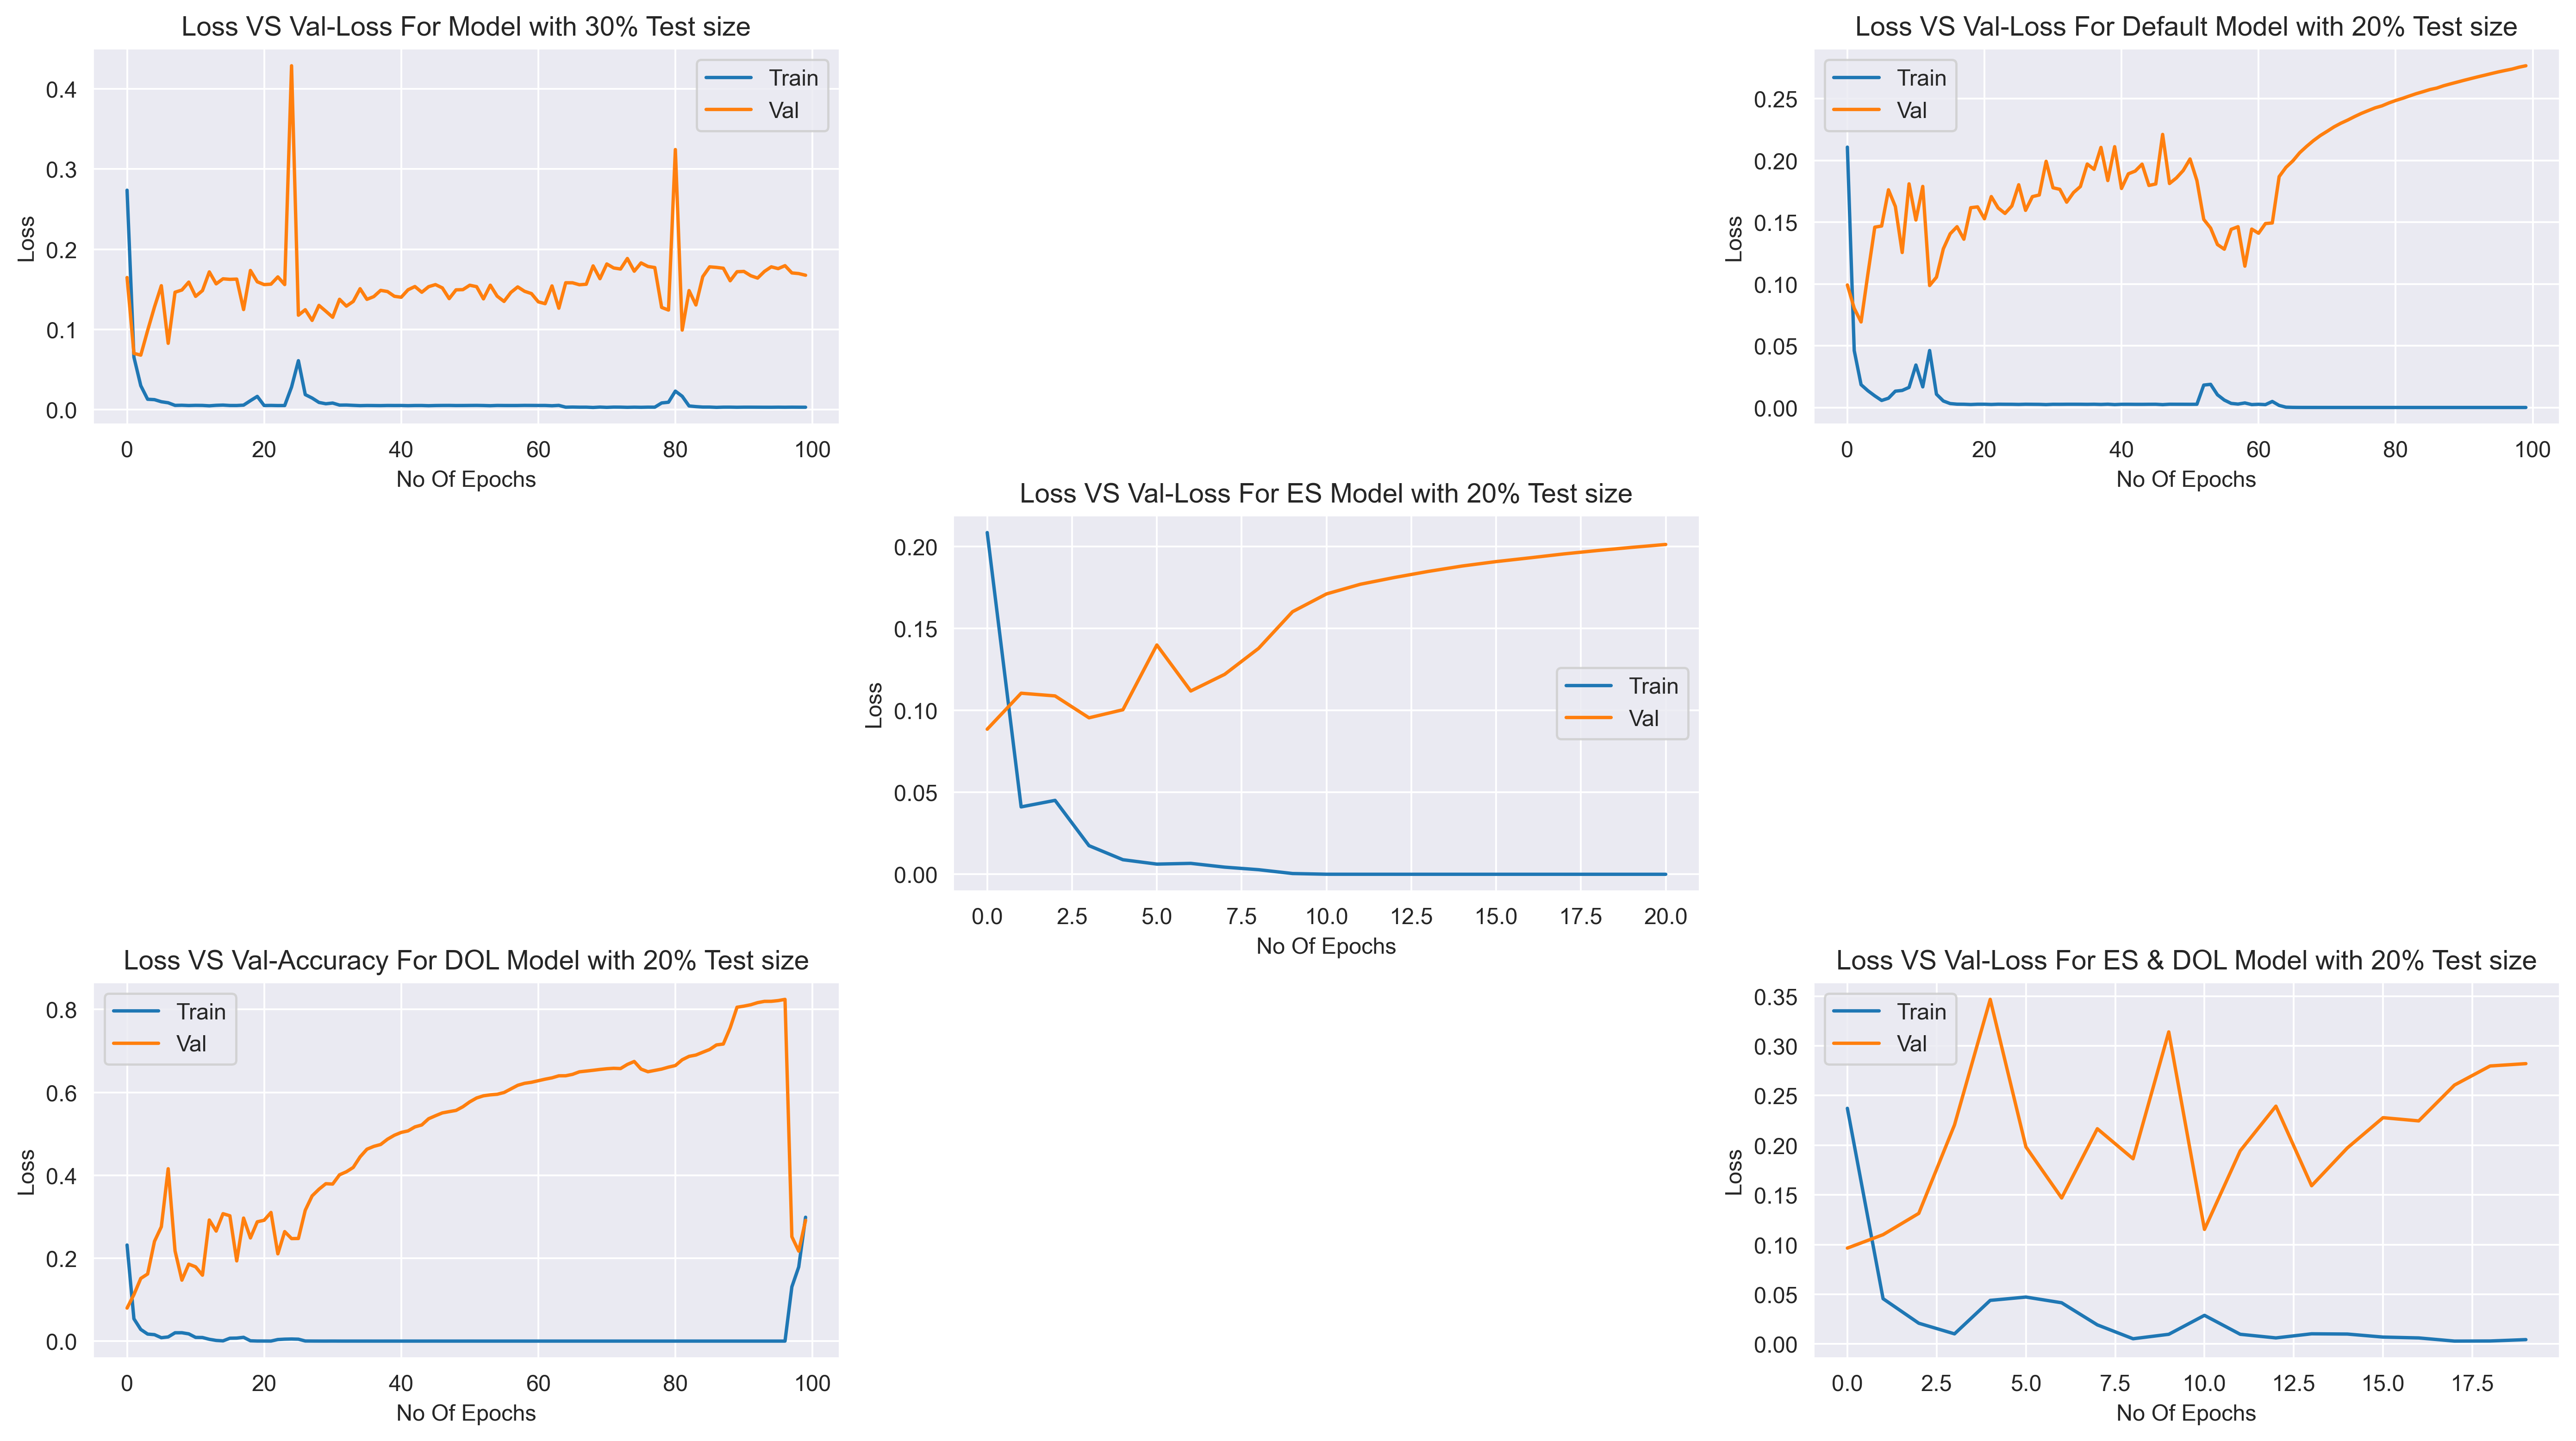 Loss VS Val-Loss For Model with 30% Test size
Train
Val
0.4
0.3
0.2
0.1
0.0
Loss
0 20 40 60 80 100
No Of Epochs
Loss VS Val-Loss For Default Model with 20% Test size
Train
Val
0.25
0.20
0.15
0.10
0.05
0.00
Loss
0 20 40 60 80 100
No Of Epochs
Loss VS Val-Loss For ES Model with 20% Test size
0.20
0.15
0.10
0.05
0.00
Loss
Train
Val
0.0 2.5 5.0 7.5 10.0 12.5 15.0 17.5 20.0
No Of Epochs
Loss VS Val-Accuracy For DOL Model with 20% Test size
Train
Val
0.8
0.6
0.4
0.2
0.0
Loss
0 20 40 60 80 100
No Of Epochs
Loss VS Val-Loss For ES & DOL Model with 20% Test size
Train
Val
0.35
0.30
0.25
0.20
0.15
0.10
0.05
0.00
Loss
0.0 2.5 5.0 7.5 10.0 12.5 15.0 17.5
No Of Epochs